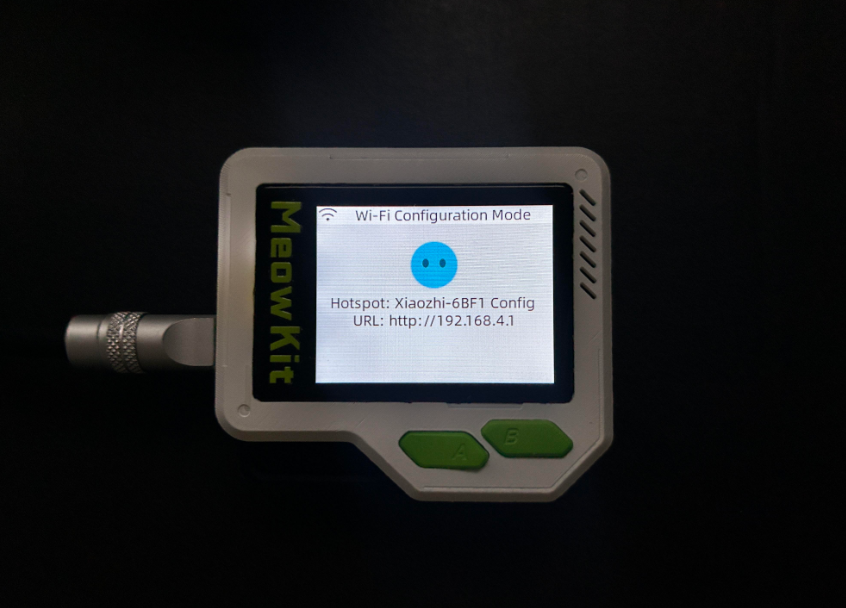 MeowKit
Wi-Fi Configuration Mode
Hotspot: Xiaozhi-6BF1 Config
URL: http://192.168.4.1
A
B